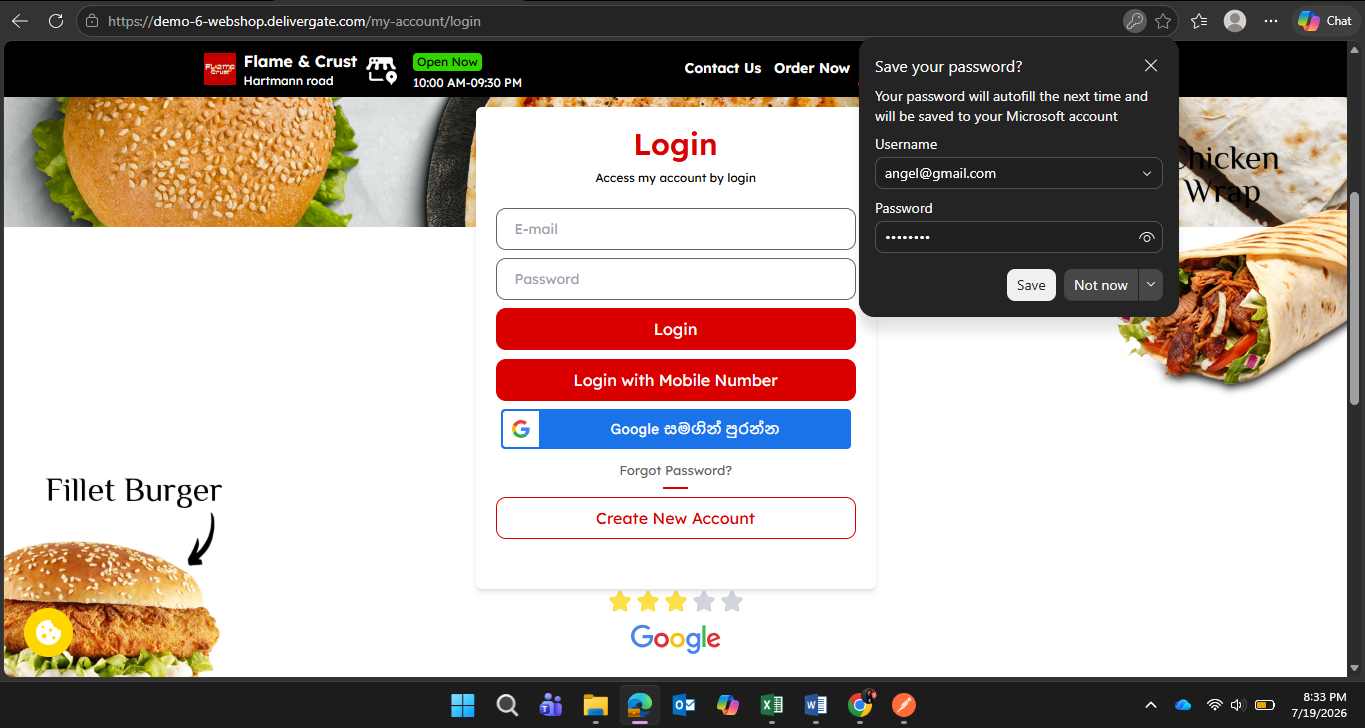 https://demo-6-webshop.delivergate.com/my-account/login
Chat
FLAME
CRUST
Flame & Crust
Hartmann road
Open Now
10:00 AM-09:30 PM
Contact Us
Order Now
Save your password?
Your password will autofill the next time and
will be saved to your Microsoft account
Username
angel@gmail.com
Password
••••••••
Save
Not now
Login
Access my account by login
E-mail
Password
Login
Login with Mobile Number
G
Google සමගින් පුරන්න
Forgot Password?
Create New Account
Chicken
Wrap
Fillet Burger
Google
8:33 PM
7/19/2026